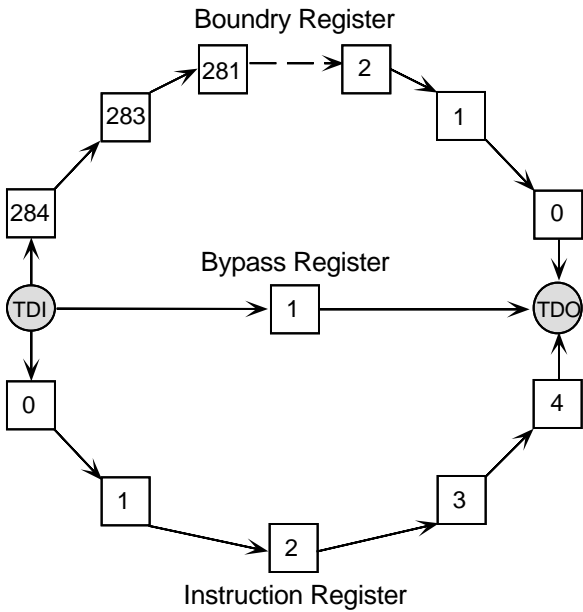 Boundry Register
281
2
283
1
284
0
Bypass Register
TDI
1
TDO
0
4
1
3
2
Instruction Register